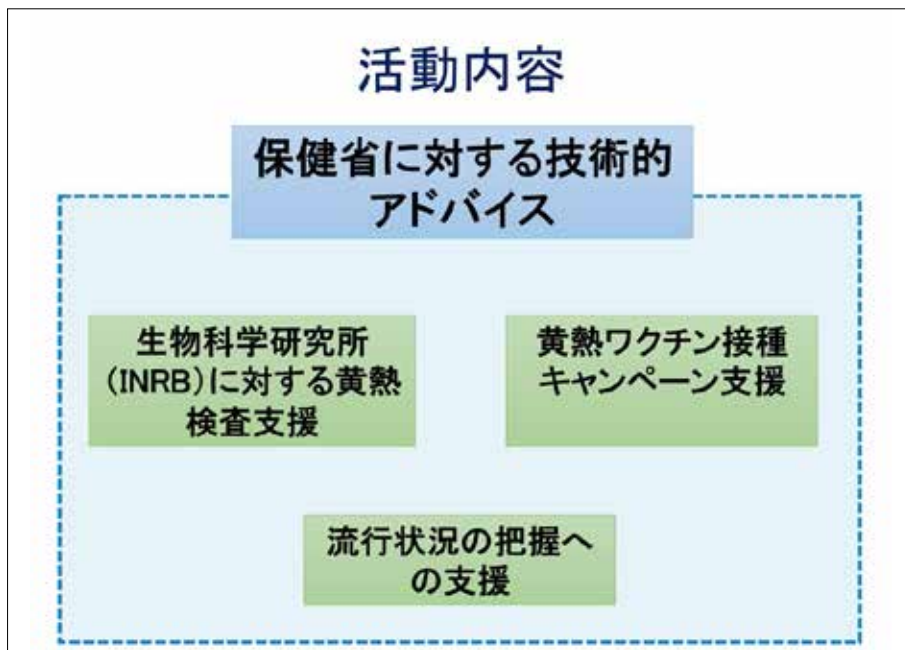 活動内容
保健省に対する技術的
アドバイス
生物科学研究所
(INRB)に対する黄熱
検査支援
黄熱ワクチン接種
キャンペーン支援
流行状況の把握へ
の支援